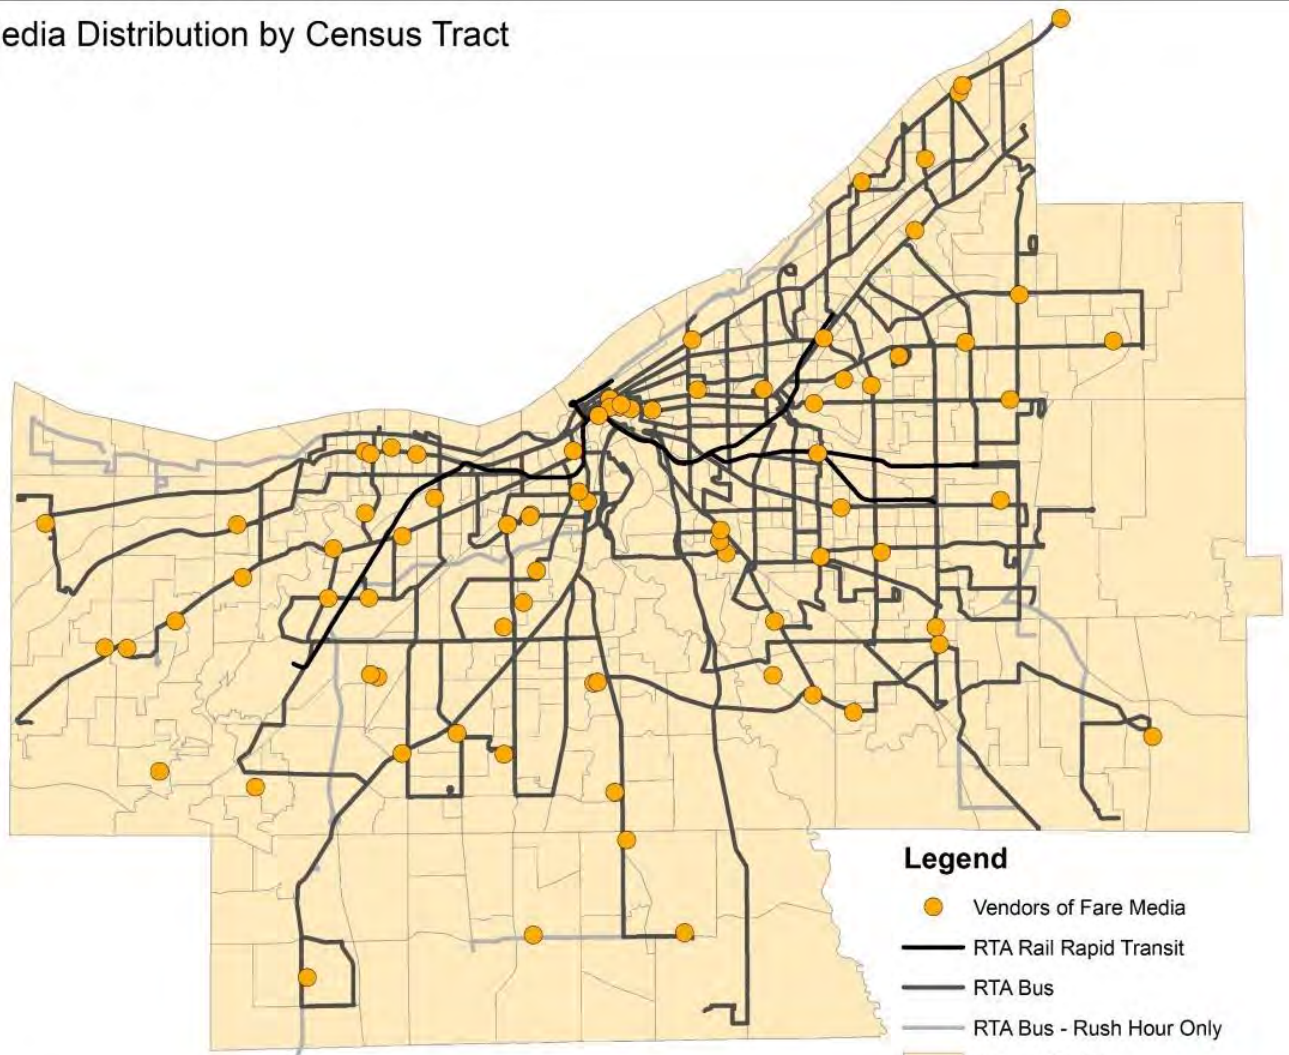 edia Distribution by Census Tract
Legend
Vendors of Fare Media
RTA Rail Rapid Transit
RTA Bus
RTA Bus - Rush Hour Only